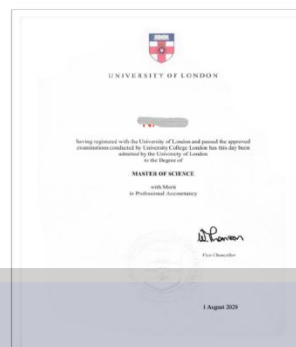 UNIVERSITY OF LONDON
having registered with the University of London and passed the approved
examinations conducted by University College London has this day been
admitted by the University of London
to the Degree of
MASTER OF SCIENCE
with Merit
in Professional Accountancy
Vice-Chancellor
1 August 2020